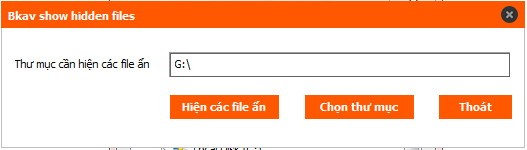 Bkav show hidden files
Thư mục cần hiện các file ẩn
G:\
Hiện các file ẩn
Chọn thư mục
Thoát